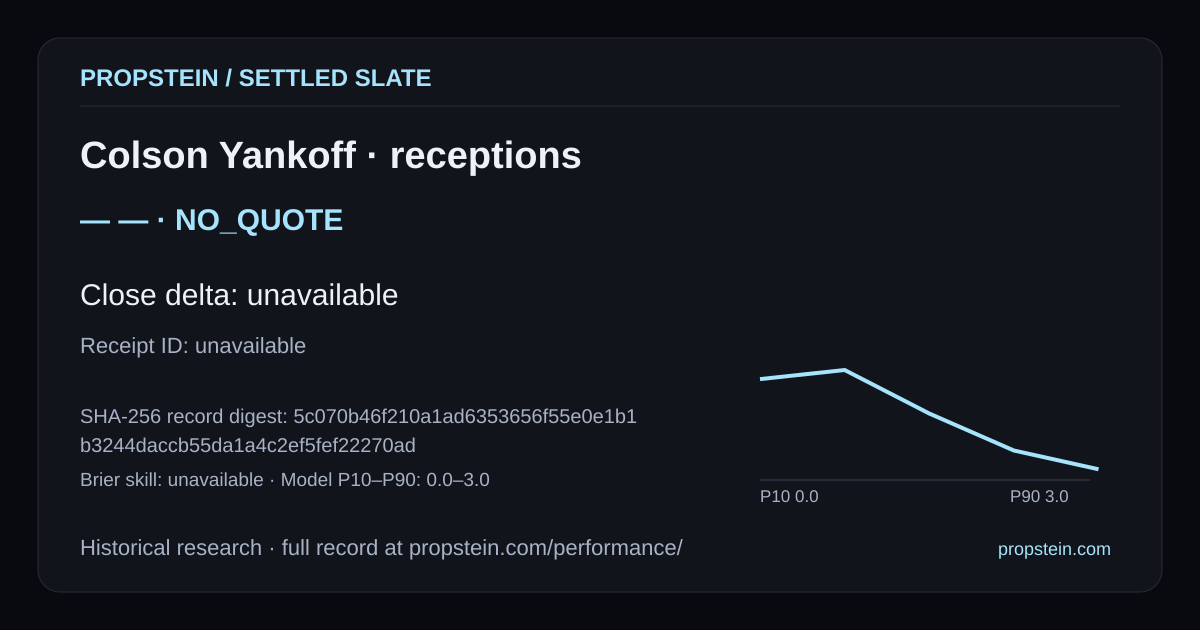 PROPSTEIN / SETTLED SLATE
Colson Yankoff · receptions
— — · NO_QUOTE
Close delta: unavailable
Receipt ID: unavailable
SHA-256 record digest: 5c070b46f210a1ad6353656f55e0e1b1
b3244daccb55da1a4c2ef5fef22270ad
Brier skill: unavailable · Model P10–P90: 0.0–3.0
P10 0.0
P90 3.0
Historical research · full record at propstein.com/performance/
propstein.com